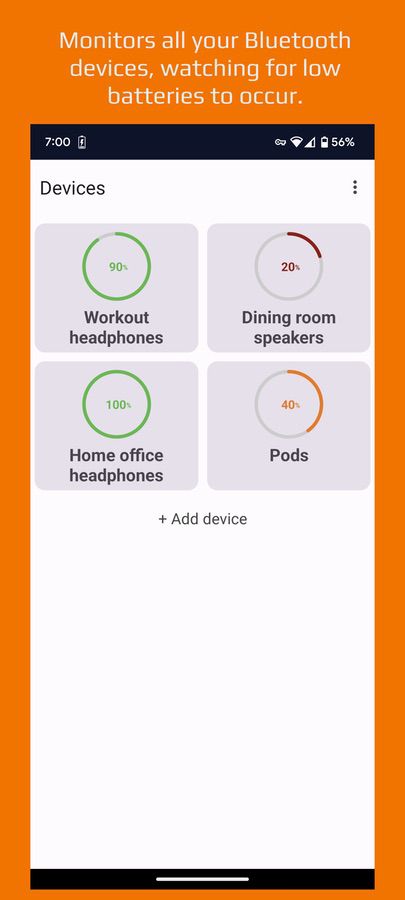 Monitors all your Bluetooth
devices, watching for low
batteries to occur.
7:00 56%
Devices
90% 20%
Workout
headphones
Dining room
speakers
100% 40%
Home office
headphones
Pods
+ Add device